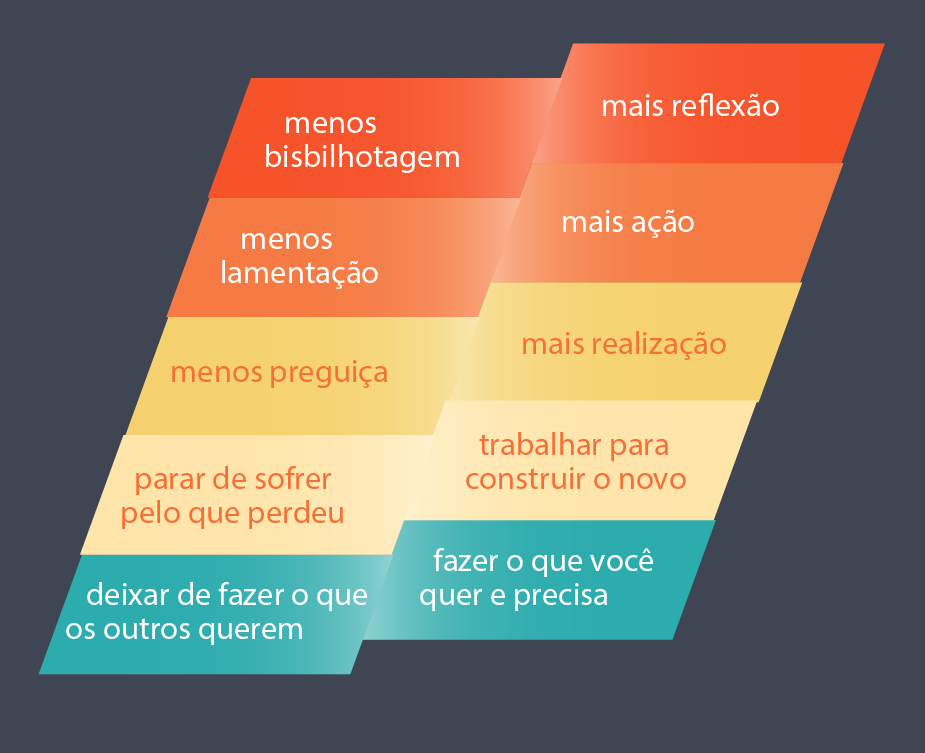 menos
bisbilhotagem
mais reflexão
menos
lamentação
mais ação
menos preguiça
mais realização
parar de sofrer
pelo que perdeu
trabalhar para
construir o novo
deixar de fazer o que
os outros querem
fazer o que você
quer e precisa